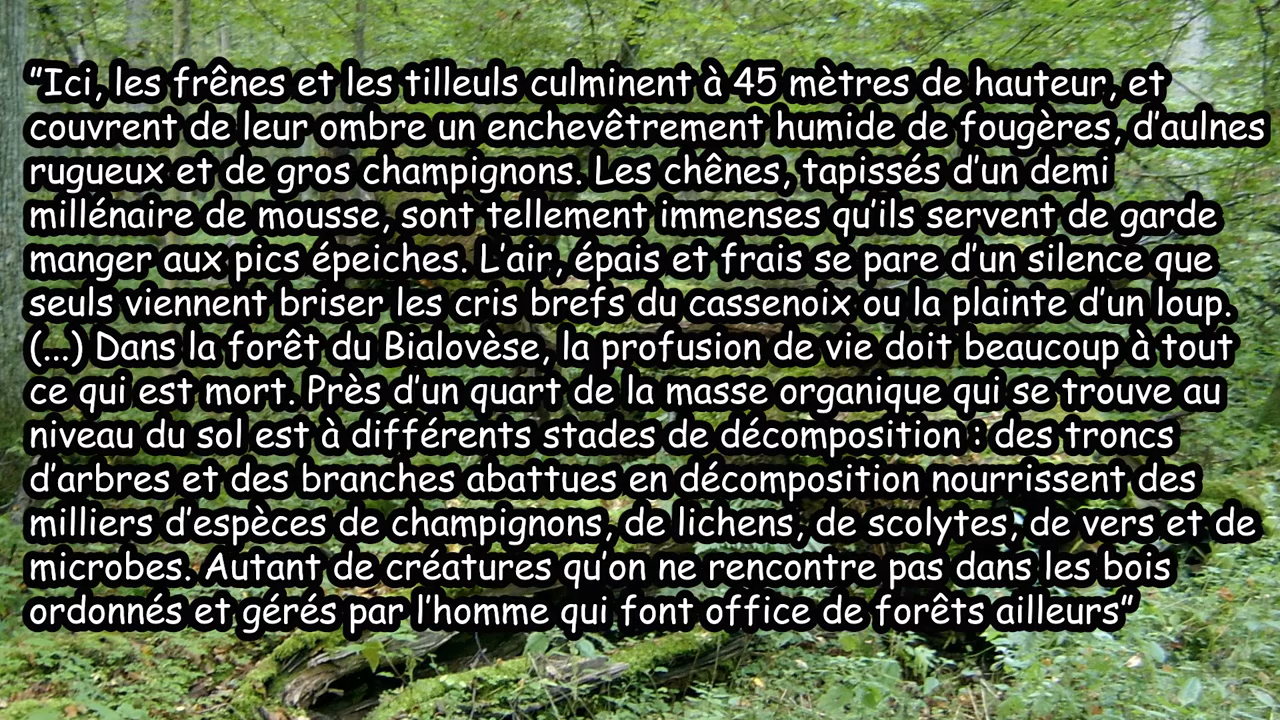 "Ici, les frênes et les tilleuls culminent à 45 mètres de hauteur, et
couvrent de leur ombre un enchevêtrement humide de fougères, d'aulnes
rugueux et de gros champignons. Les chênes, tapissés d'un demi
millénaire de mousse, sont tellement immenses qu'ils servent de garde
manger aux pics épeiches. L'air, épais et frais se pare d'un silence que
seuls viennent briser les cris brefs du cassenoix ou la plainte d'un loup.
(...) Dans la forêt du Bialovèse, la profusion de vie doit beaucoup à tout
ce qui est mort. Près d'un quart de la masse organique qui se trouve au
niveau du sol est à différents stades de décomposition : des troncs
d'arbres et des branches abattues en décomposition nourrissent des
milliers d'espèces de champignons, de lichens, de scolytes, de vers et de
microbes. Autant de créatures qu'on ne rencontre pas dans les bois
ordonnés et gérés par l'homme qui font office de forêts ailleurs"